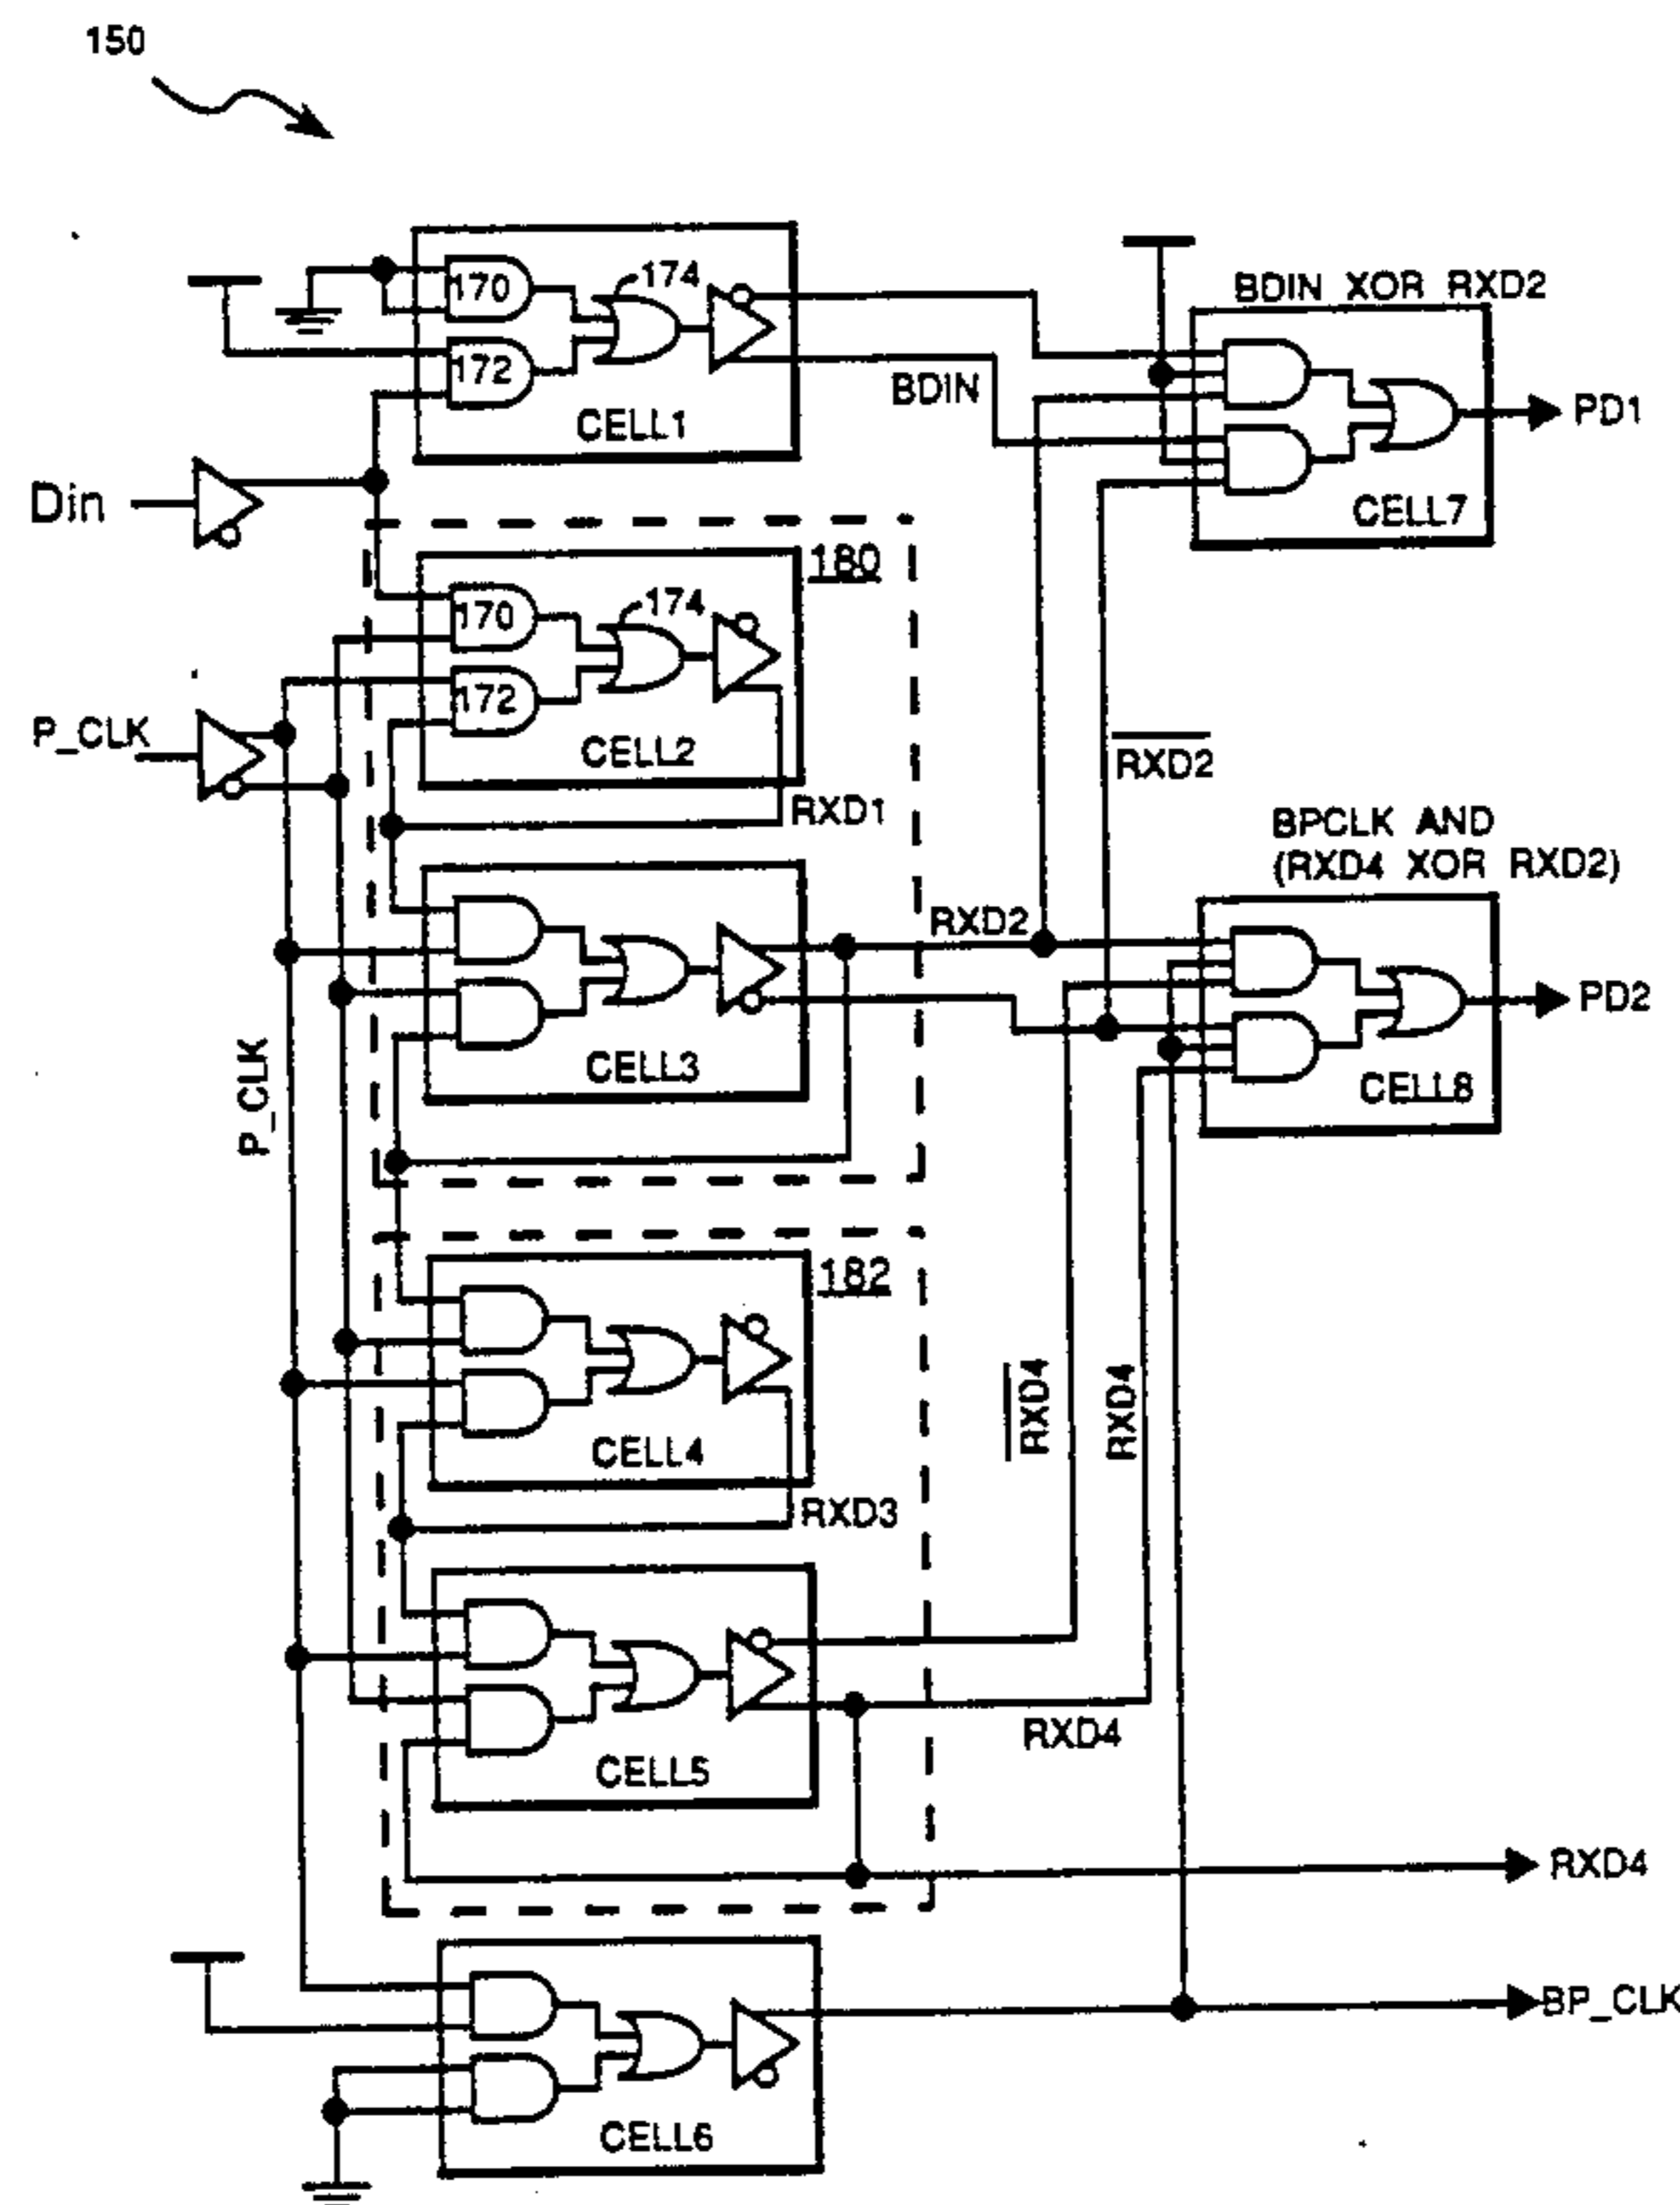 150
170
174
172
CELL1
BDIN
BDIN XOR RXD2
PD1
CELL7
Din
180
170
174
172
CELL2
P_CLK
RXD1
RXD2
BPCLK AND
(RXD4 XOR RXD2)
RXD2
PD2
CELL3
CELL8
P_CLK
182
CELL4
RXD4
RXD4
RXD3
CELL5
RXD4
RXD4
BP_CLK
CELL6